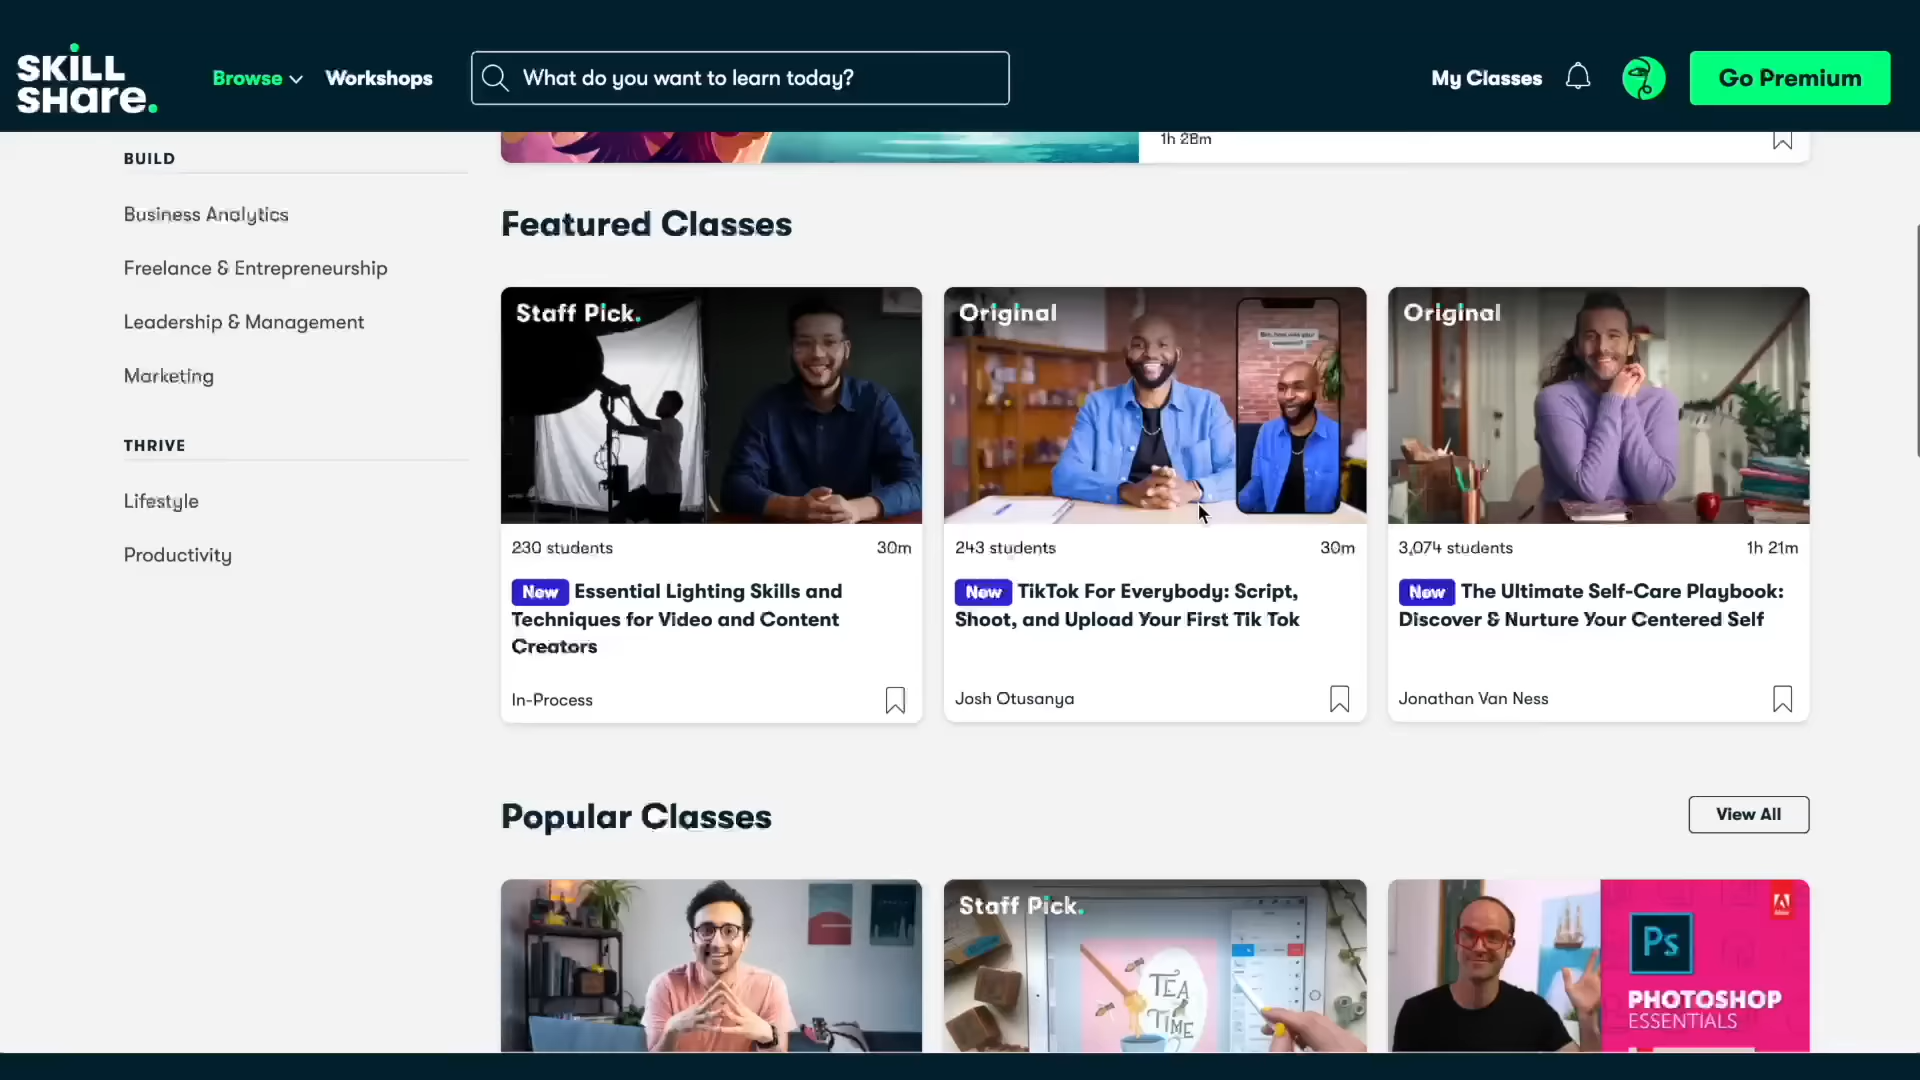 SKILL
SHARE.
Browse
Workshops
What do you want to learn today?
My Classes
Go Premium
1h 28m
BUILD
Business Analytics
Freelance & Entrepreneurship
Leadership & Management
Marketing
THRIVE
Lifestyle
Productivity
Featured Classes
Staff Pick.
230 students
30m
New Essential Lighting Skills and
Techniques for Video and Content
Creators
In-Process
Original
243 students
30m
New TikTok For Everybody: Script,
Shoot, and Upload Your First Tik Tok
Josh Otusanya
Original
3,074 students
1h 21m
New The Ultimate Self-Care Playbook:
Discover & Nurture Your Centered Self
Jonathan Van Ness
Popular Classes
View All
Staff Pick.
TEA
TIME
Ps
PHOTOSHOP
ESSENTIALS